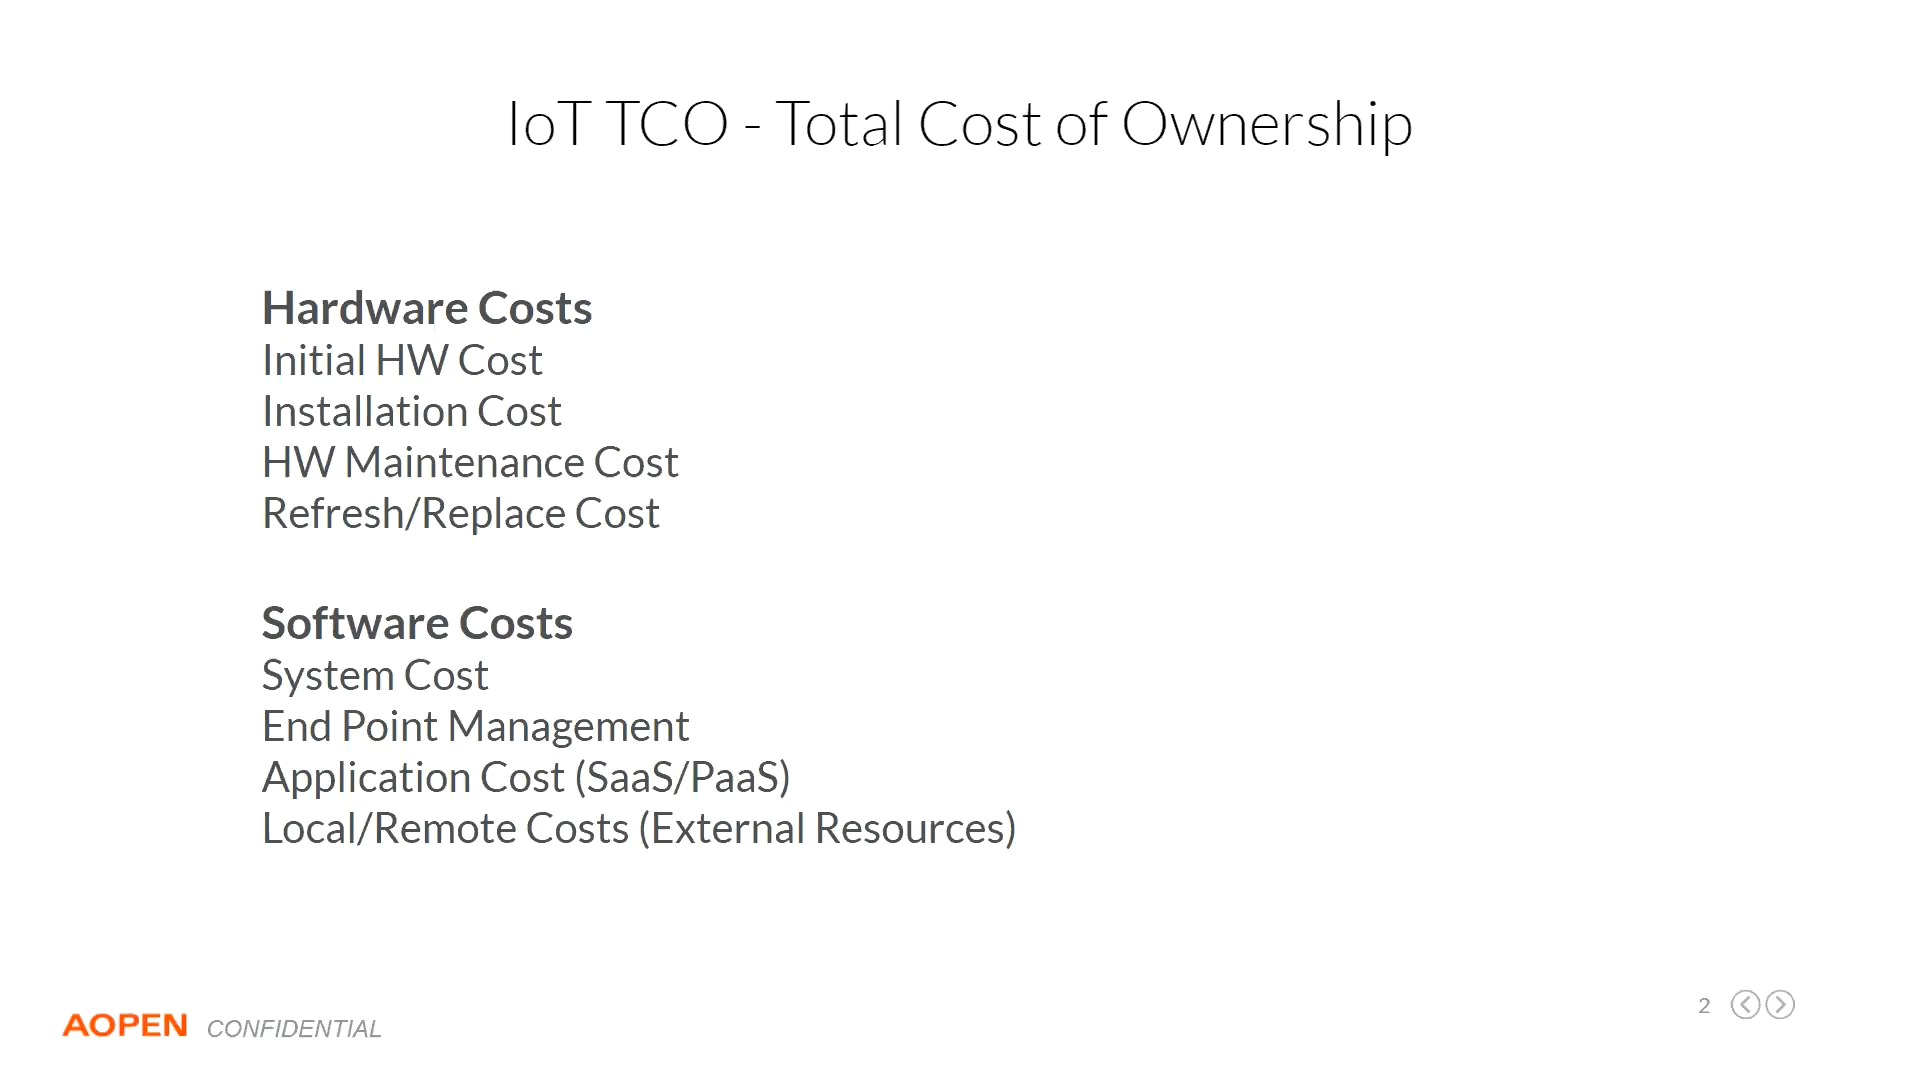 IoT TCO - Total Cost of Ownership
Hardware Costs
Initial HW Cost
Installation Cost
HW Maintenance Cost
Refresh/Replace Cost
Software Costs
System Cost
End Point Management
Application Cost (SaaS/PaaS)
Local/Remote Costs (External Resources)
AOPEN CONFIDENTIAL
2